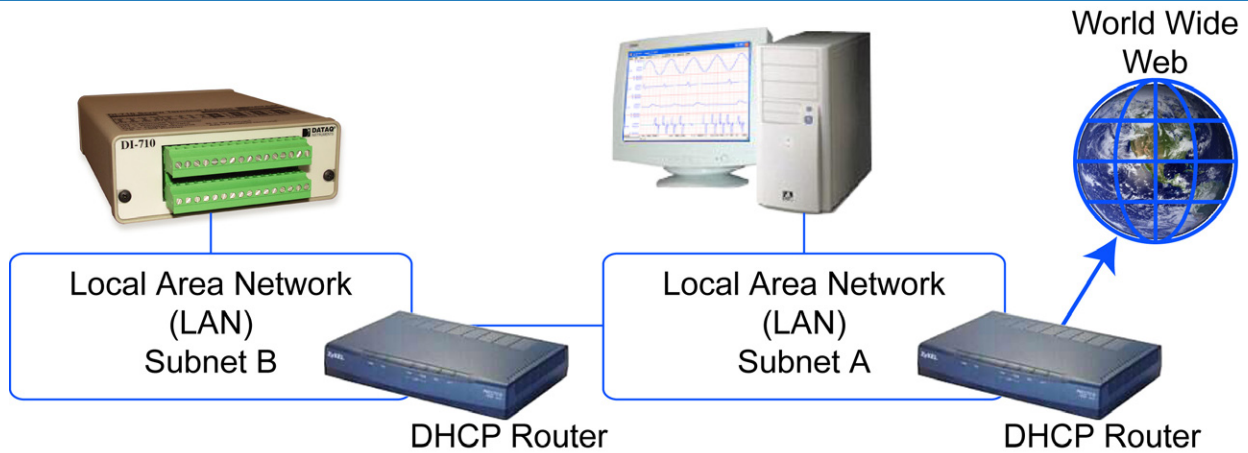 World Wide
Web
DATAQ
INSTRUMENTS
DI-710
Local Area Network
(LAN)
Subnet B
ZyXEL
DHCP Router
Local Area Network
(LAN)
Subnet A
ZyXEL
DHCP Router